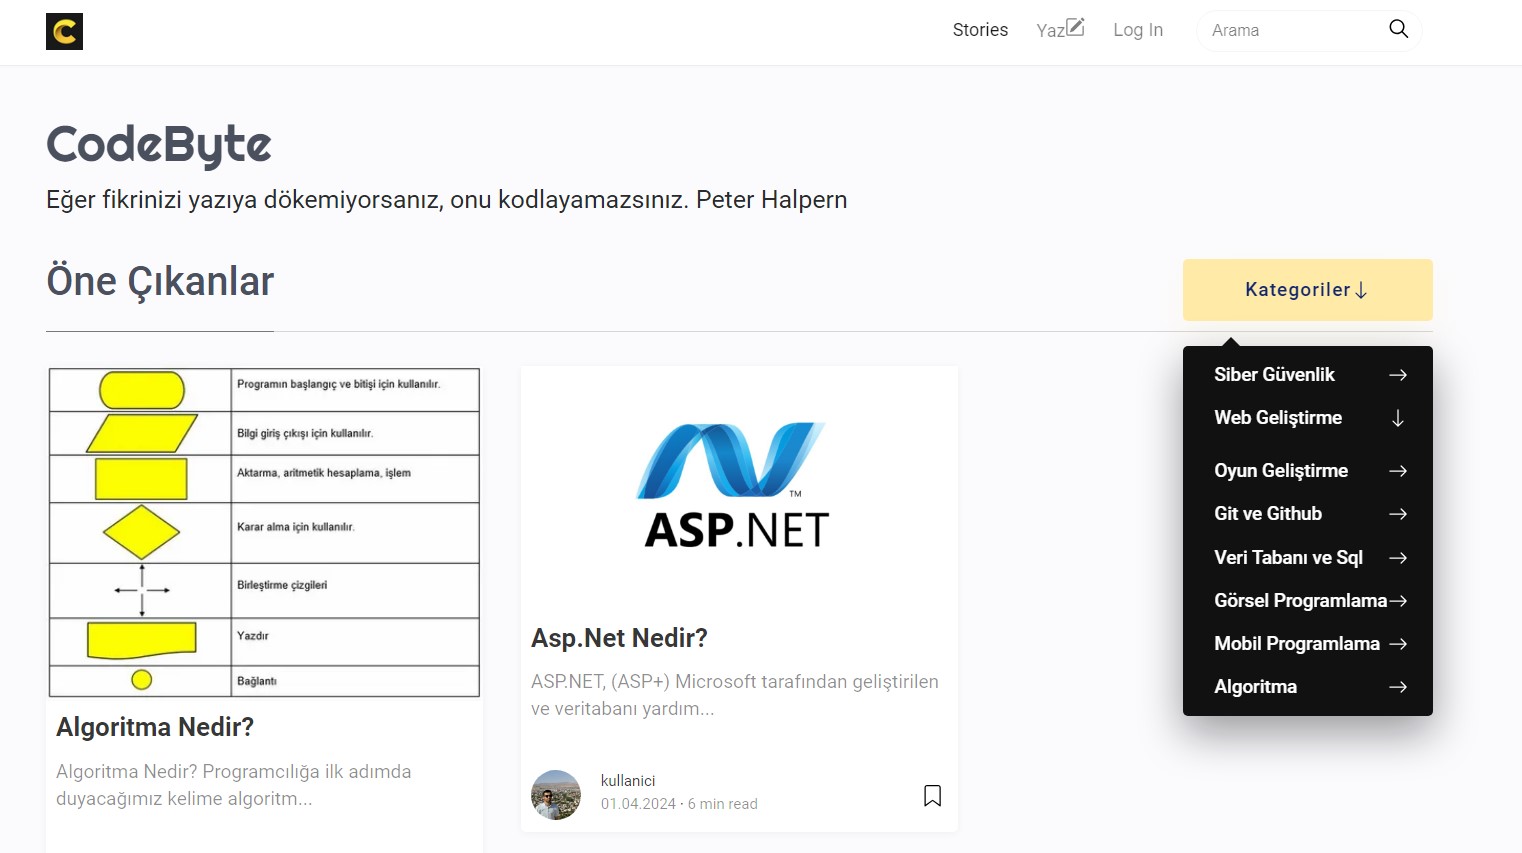 C
Stories
Yaz
Log In
Arama
CodeByte
Eğer fikrinizi yazıya dökemiyorsanız, onu kodlayamazsınız. Peter Halpern
Öne Çıkanlar
Kategoriler
Programın başlangıç ve bitişi için kullanılır.
Bilgi giriş çıkışı için kullanılır.
Aktarma, aritmetik hesaplama, işlem
Karar alma için kullanılır.
Birleştirme çizgileri
Yazdır
Bağlantı
Algoritma Nedir?
Algoritma Nedir? Programcılığa ilk adımda
duyacağımız kelime algoritm...
TM
ASP.NET
Asp.Net Nedir?
ASP.NET, (ASP+) Microsoft tarafından geliştirilen
ve veritabanı yardım...
kullanici
01.04.2024 · 6 min read
Siber Güvenlik
Web Geliştirme
Oyun Geliştirme
Git ve Github
Veri Tabanı ve Sql
Görsel Programlama
Mobil Programlama
Algoritma